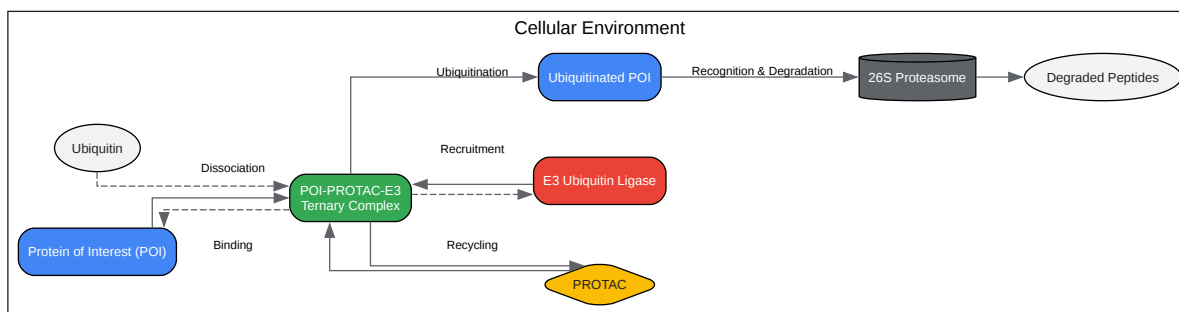 Cellular Environment
Ubiquitination
Ubiquitinated POI
Recognition & Degradation
26S Proteasome
Degraded Peptides
Ubiquitin
Dissociation
Recruitment
POI-PROTAC-E3
Ternary Complex
E3 Ubiquitin Ligase
Protein of Interest (POI)
Binding
Recycling
PROTAC